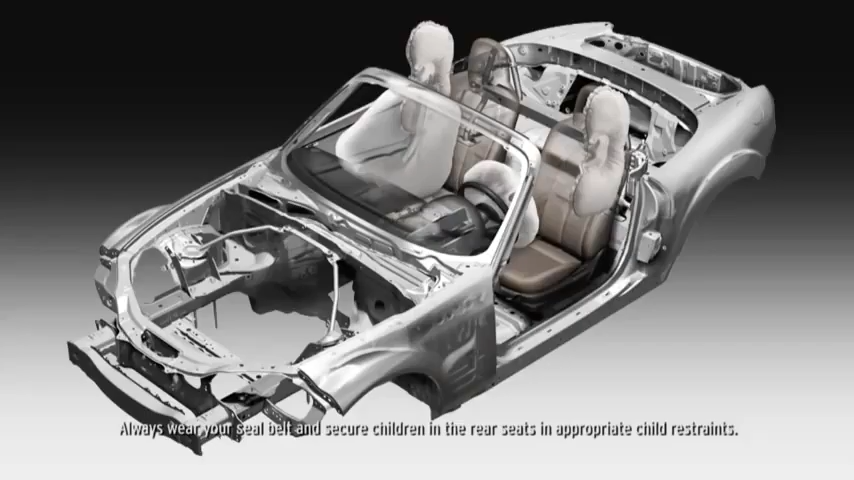 Always wear your seal belt and secure children in the rear seats in appropriate child restraints.